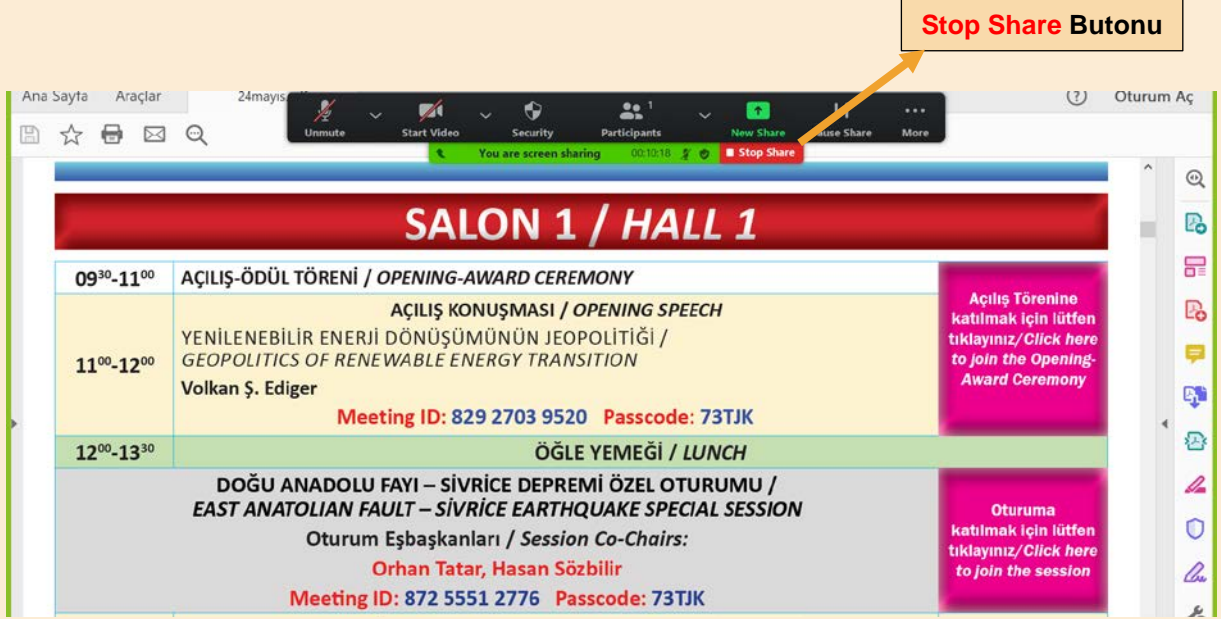 Stop Share Butonu
Ana Sayfa Araçlar 24mayıs Oturum Aç
Unmute Start Video Security Participants 1 New Share Share More
You are screen sharing 00:10:18 Stop Share
SALON 1 / HALL 1
09³⁰-11⁰⁰ AÇILIŞ-ÖDÜL TÖRENİ / OPENING-AWARD CEREMONY
AÇILIŞ KONUŞMASI / OPENING SPEECH
YENİLENEBİLİR ENERJİ DÖNÜŞÜMÜNÜN JEOPOLİTİĞİ /
11⁰⁰-12⁰⁰ GEOPOLITICS OF RENEWABLE ENERGY TRANSITION
Volkan Ş. Ediger
Meeting ID: 829 2703 9520 Passcode: 73TJK
Açılış Törenine
katılmak için lütfen
tıklayınız/Click here
to join the Opening-
Award Ceremony
12⁰⁰-13³⁰ ÖĞLE YEMEĞİ / LUNCH
DOĞU ANADOLU FAYI – SİVRİCE DEPREMİ ÖZEL OTURUMU /
EAST ANATOLIAN FAULT – SİVRİCE EARTHQUAKE SPECIAL SESSION
Oturum Eşbaşkanları / Session Co-Chairs:
Orhan Tatar, Hasan Sözbilir
Meeting ID: 872 5551 2776 Passcode: 73TJK
Oturuma
katılmak için lütfen
tıklayınız/Click here
to join the session